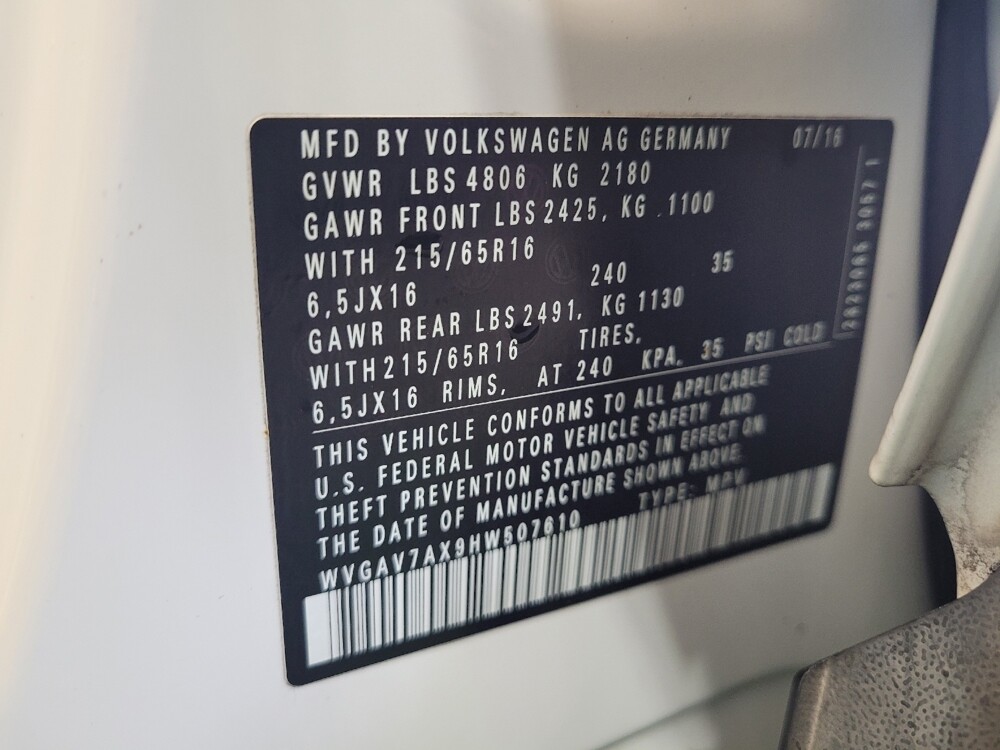 MFD BY VOLKSWAGEN AG GERMANY 07/16
GVWR LBS 4806 KG 2180
GAWR FRONT LBS 2425, KG 1100
WITH 215/65R16
6,5JX16 240 35
GAWR REAR LBS 2491, KG 1130
WITH 215/65R16 TIRES,
6,5JX16 RIMS, AT 240 KPA, 35 PSI COLD
THIS VEHICLE CONFORMS TO ALL APPLICABLE
U.S. FEDERAL MOTOR VEHICLE SAFETY AND
THEFT PREVENTION STANDARDS IN EFFECT ON
THE DATE OF MANUFACTURE SHOWN ABOVE.
WVGAV7AX9HW507610 TYPE: MPV